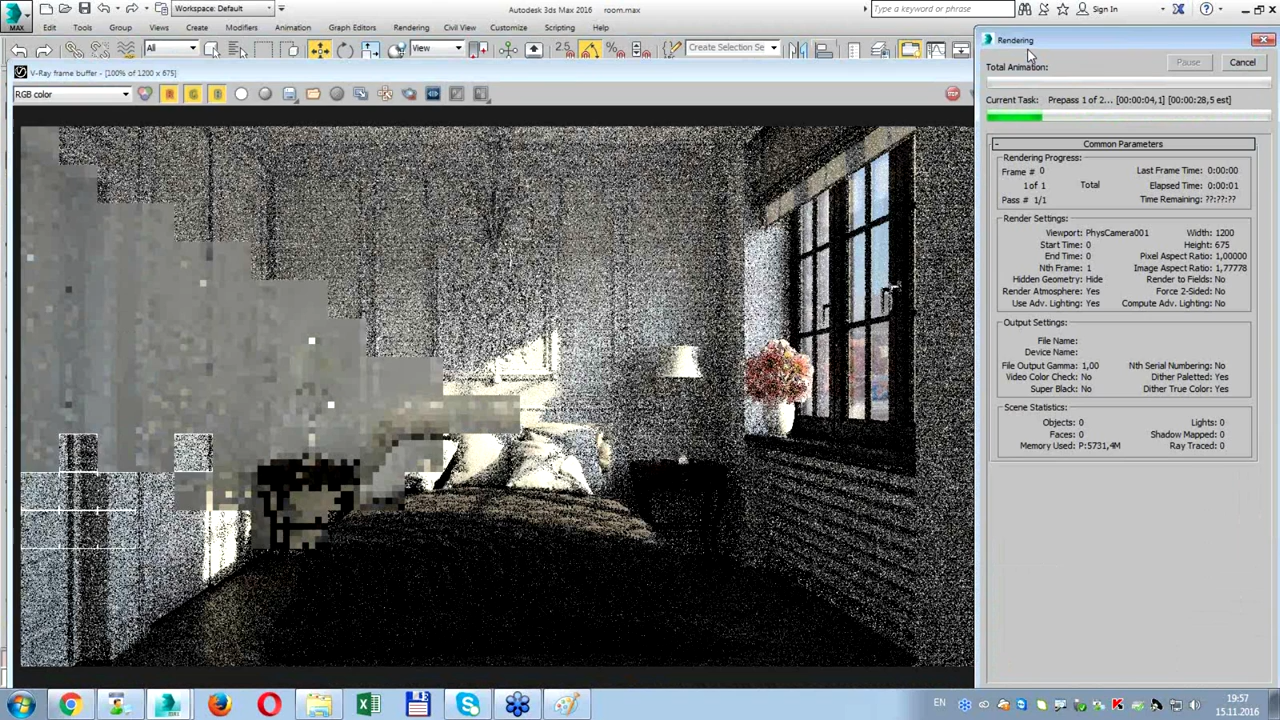 Workspace: Default
Autodesk 3ds Max 2016 room.max
Type a keyword or phrase
Sign In
MAX
Edit Tools Group Views Create Modifiers Animation Graph Editors Rendering Civil View Customize Scripting Help
All
View
2.5
Create Selection Se
V-Ray frame buffer - [100% of 1200 x 675]
RGB color
Rendering
Total Animation:
Pause
Cancel
Current Task: Prepass 1 of 2... [00:00:04,1] [00:00:28,5 est]
Common Parameters
Rendering Progress:
Frame # 0
Last Frame Time: 0:00:00
1 of 1 Total
Elapsed Time: 0:00:01
Pass # 1/1
Time Remaining: ??:??:??
Render Settings:
Viewport: PhysCamera001
Width: 1200
Start Time: 0
Height: 675
End Time: 0
Pixel Aspect Ratio: 1,00000
Nth Frame: 1
Image Aspect Ratio: 1,77778
Hidden Geometry: Hide
Render to Fields: No
Render Atmosphere: Yes
Force 2-Sided: No
Use Adv. Lighting: Yes
Compute Adv. Lighting: No
Output Settings:
File Name:
Device Name:
File Output Gamma: 1,00
Nth Serial Numbering: No
Video Color Check: No
Dither Paletted: Yes
Super Black: No
Dither True Color: Yes
Scene Statistics:
Objects: 0
Lights: 0
Faces: 0
Shadow Mapped: 0
Memory Used: P:5731,4M
Ray Traced: 0
EN
19:57
15.11.2016